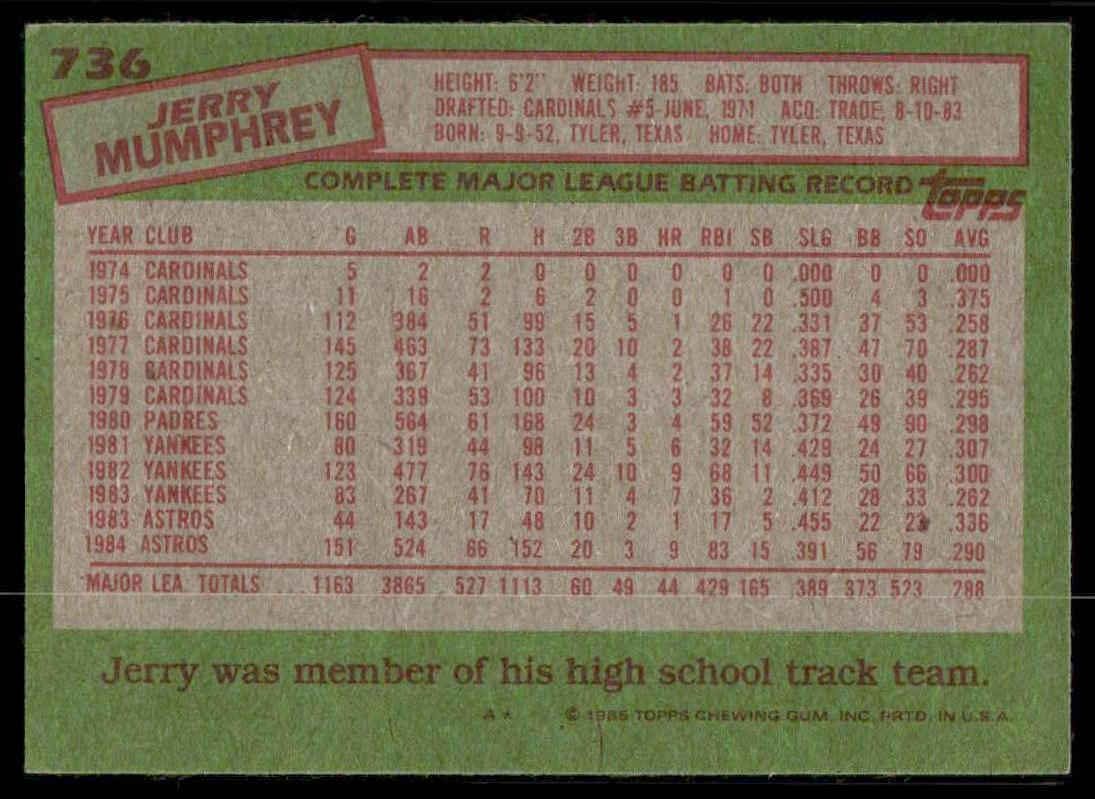 736
JERRY
MUMPHREY
HEIGHT: 6'2" WEIGHT: 185 BATS: BOTH THROWS: RIGHT
DRAFTED: CARDINALS #5-JUNE, 1971 ACQ: TRADE, 8-10-83
BORN: 9-9-52, TYLER, TEXAS HOME: TYLER, TEXAS
COMPLETE MAJOR LEAGUE BATTING RECORD topps
YEAR CLUB G AB R H 2B 3B HR RBI SB SLG BB SO AVG
1974 CARDINALS 5 2 2 0 0 0 0 0 0 .000 0 0 .000
1975 CARDINALS 11 16 2 6 2 0 0 1 0 .500 4 3 .375
1976 CARDINALS 112 384 51 99 15 5 1 26 22 .331 37 53 .258
1977 CARDINALS 145 463 73 133 20 10 2 38 22 .387 47 70 .287
1978 CARDINALS 125 367 41 96 13 4 2 37 14 .335 30 40 .262
1979 CARDINALS 124 339 53 100 10 3 3 32 8 .369 26 39 .295
1980 PADRES 160 564 61 168 24 3 4 59 52 .372 49 90 .298
1981 YANKEES 80 319 44 98 11 5 6 32 14 .429 24 27 .307
1982 YANKEES 123 477 76 143 24 10 9 68 11 .449 50 66 .300
1983 YANKEES 83 267 41 70 11 4 7 36 2 .412 28 33 .262
1983 ASTROS 44 143 17 48 10 2 1 17 5 .455 22 23 .336
1984 ASTROS 151 524 66 152 20 3 9 83 15 .391 56 79 .290
MAJOR LEA. TOTALS ... 1163 3865 527 1113 60 49 44 429 165 .389 373 523 .288
Jerry was member of his high school track team.
A* © 1985 TOPPS CHEWING GUM, INC. PRTD. IN U.S.A.